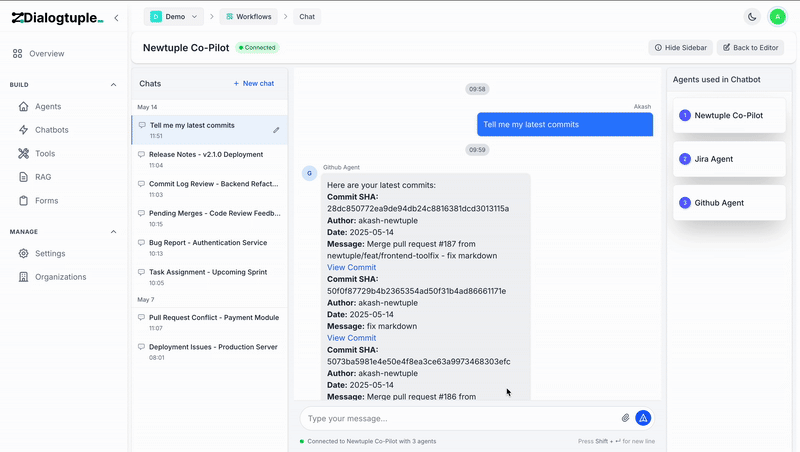 Dialogtuple
D Demo
Workflows
Chat
A
Overview
BUILD
Agents
Chatbots
Tools
RAG
Forms
MANAGE
Settings
Organizations
Newtuple Co-Pilot
Connected
Hide Sidebar
Back to Editor
Chats
+ New chat
May 14
Tell me my latest commits
11:51
Release Notes - v2.1.0 Deployment
11:04
Commit Log Review - Backend Refact...
11:03
Pending Merges - Code Review Feedb...
10:15
Bug Report - Authentication Service
10:13
Task Assignment - Upcoming Sprint
10:05
May 7
Pull Request Conflict - Payment Module
11:07
Deployment Issues - Production Server
08:01
09:58
Akash
Tell me my latest commits
09:59
Github Agent
G
Here are your latest commits:
Commit SHA:
28dc850772ea9de94db24c8816381dcd3013115a
Author: akash-newtuple
Date: 2025-05-14
Message: Merge pull request #187 from
newtuple/feat/frontend-toolfix - fix markdown
View Commit
Commit SHA:
50f0f87729b4b2365354ad50f31b4ad86661171e
Author: akash-newtuple
Date: 2025-05-14
Message: fix markdown
View Commit
Commit SHA:
5073ba5981e4e50e4f8ea3ce63a9973468303efc
Author: akash-newtuple
Date: 2025-05-14
Message: Merge pull request #186 from
Type your message...
Connected to Newtuple Co-Pilot with 3 agents
Press Shift + ↵ for new line
Agents used in Chatbot
1 Newtuple Co-Pilot
2 Jira Agent
3 Github Agent